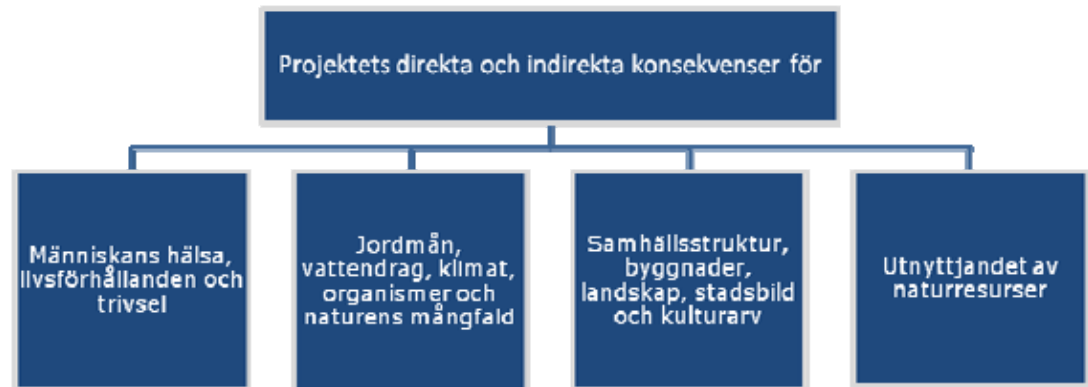 Projektets direkta och indirekta konsekvenser för
Människans hälsa,
livsförhållanden och
trivsel
Jordmån,
vattendrag, klimat,
organismer och
naturens mångfald
Samhällsstruktur,
byggnader,
landskap, stadsbild
och kulturarv
Utnyttjandet av
naturresurser